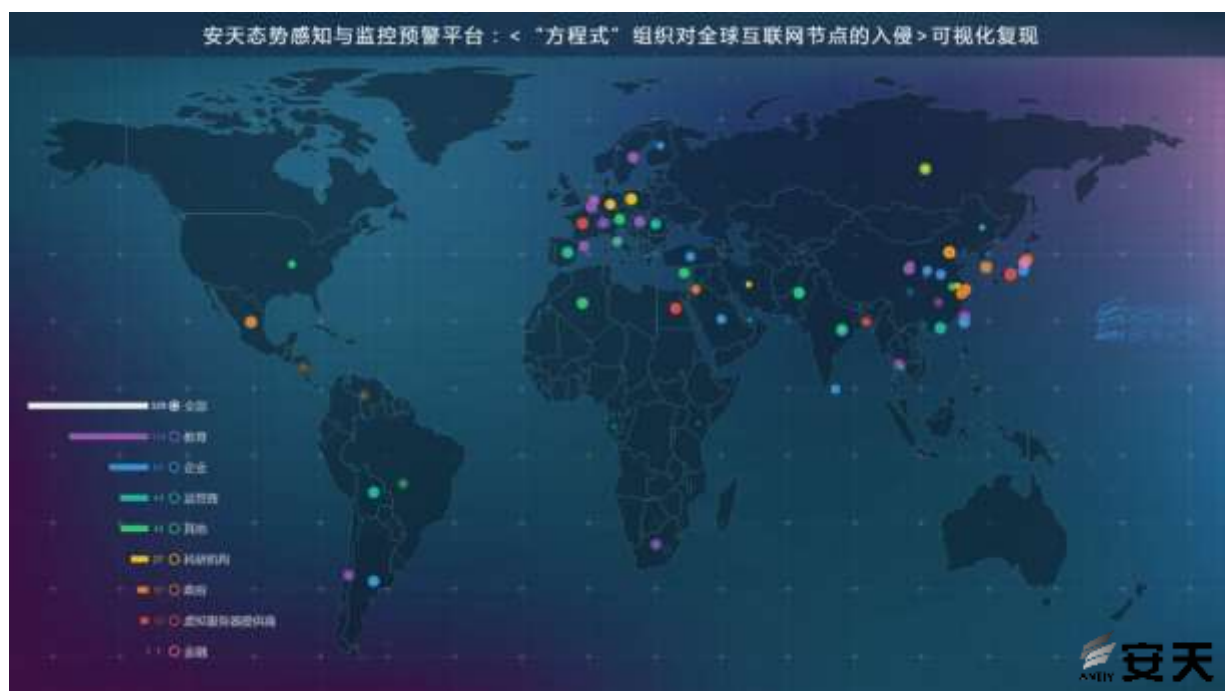 安天态势感知与监控预警平台：<“方程式”组织对全球互联网节点的入侵>可视化复现
全部
教育
企业
运营商
其他
科研机构
政府
虚拟服务器提供商
金融
安天
ANTIY